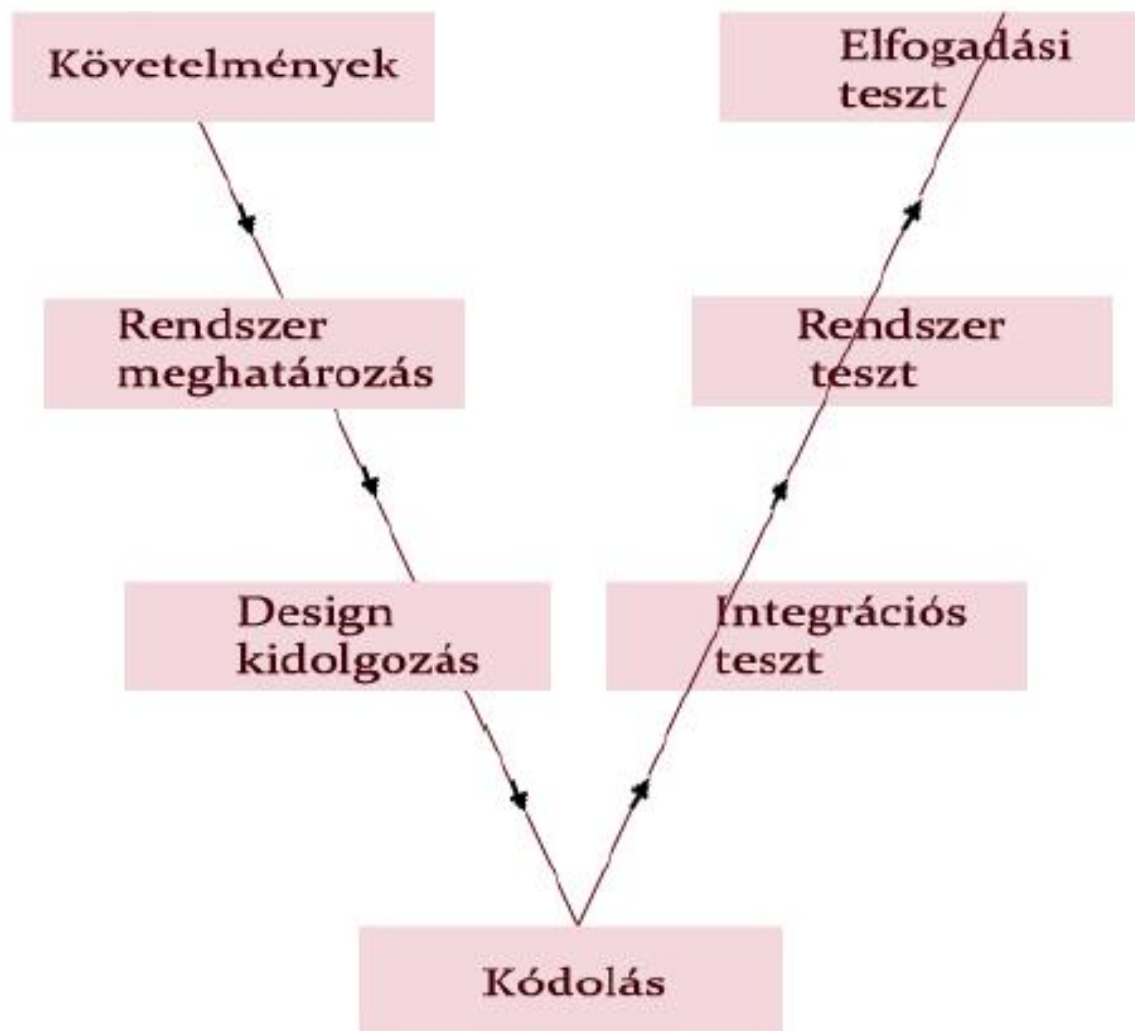 Követelmények
Elfogadási
teszt
Rendszer
meghatározás
Rendszer
teszt
Design
kidolgozás
Integrációs
teszt
Kódolás